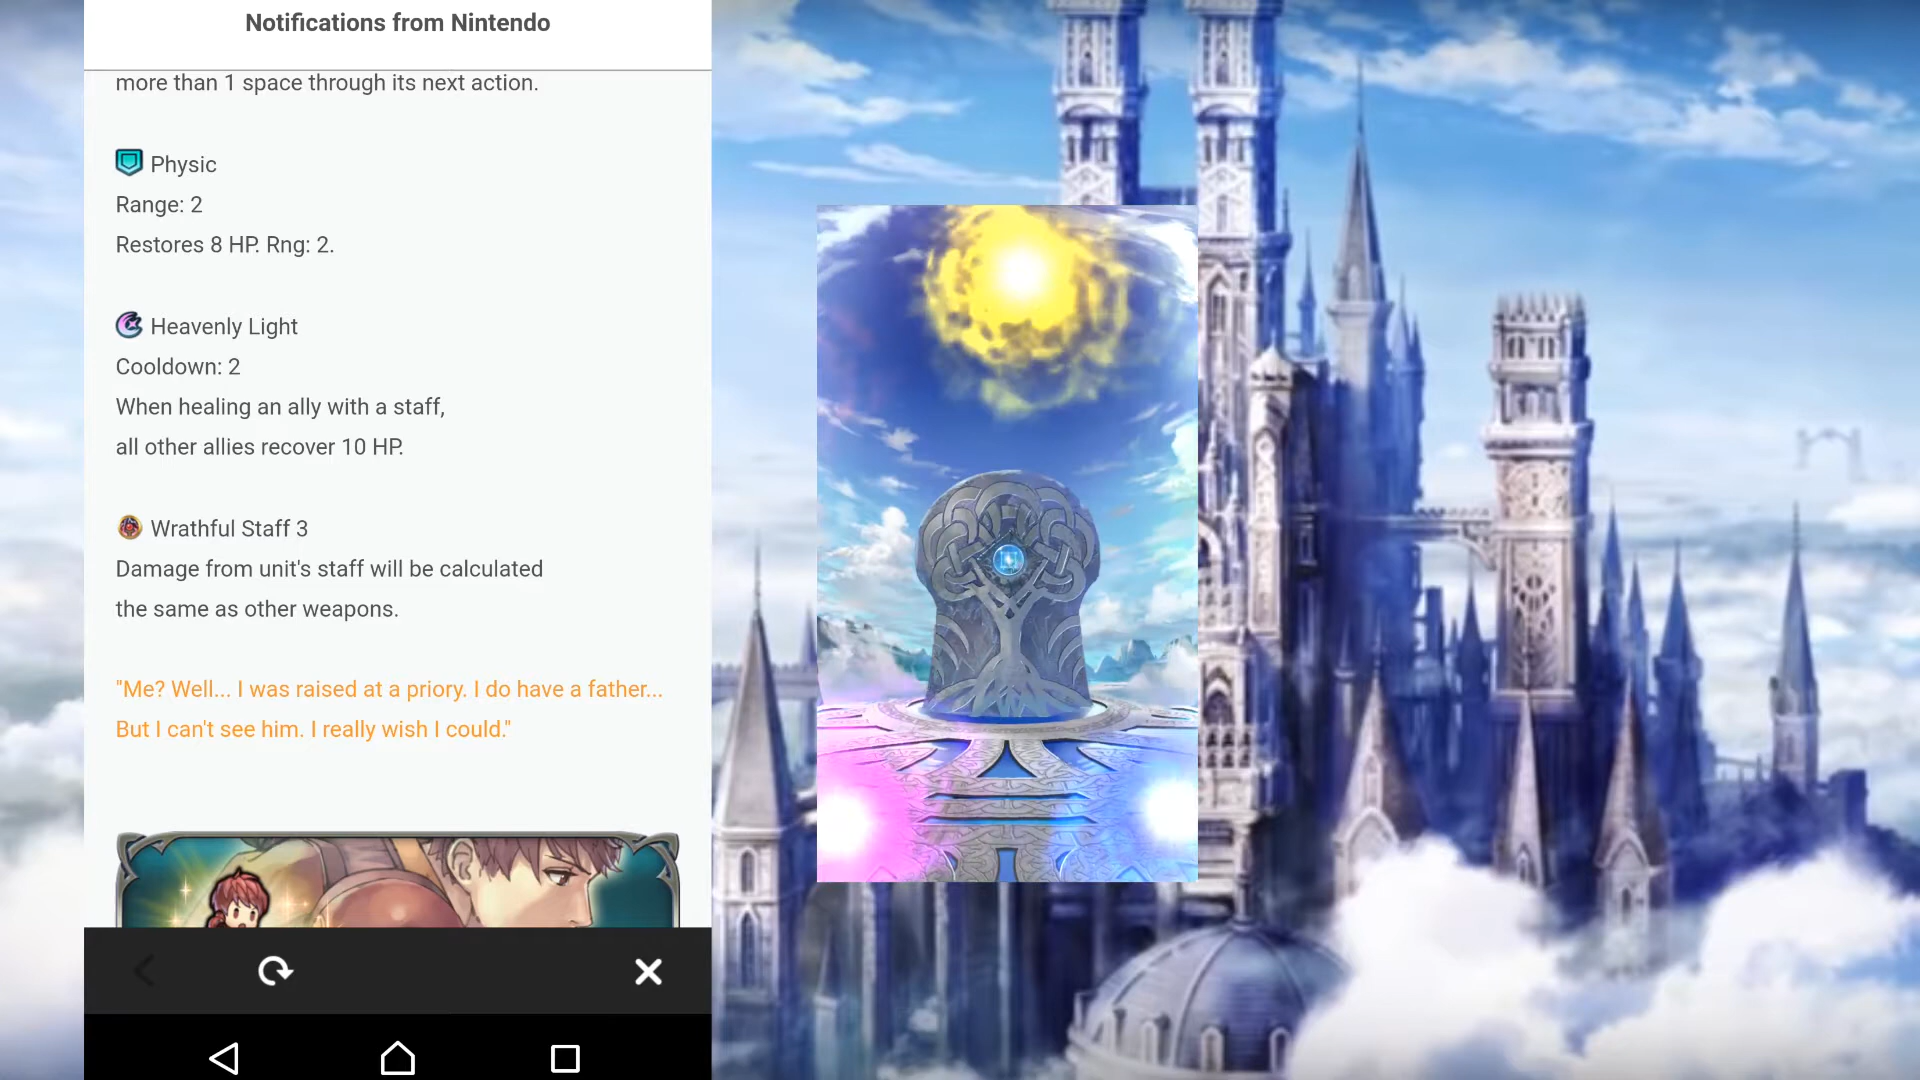 Notifications from Nintendo
more than 1 space through its next action.
Physic
Range: 2
Restores 8 HP. Rng: 2.
Heavenly Light
Cooldown: 2
When healing an ally with a staff,
all other allies recover 10 HP.
Wrathful Staff 3
Damage from unit's staff will be calculated
the same as other weapons.
"Me? Well... I was raised at a priory. I do have a father...
But I can't see him. I really wish I could."